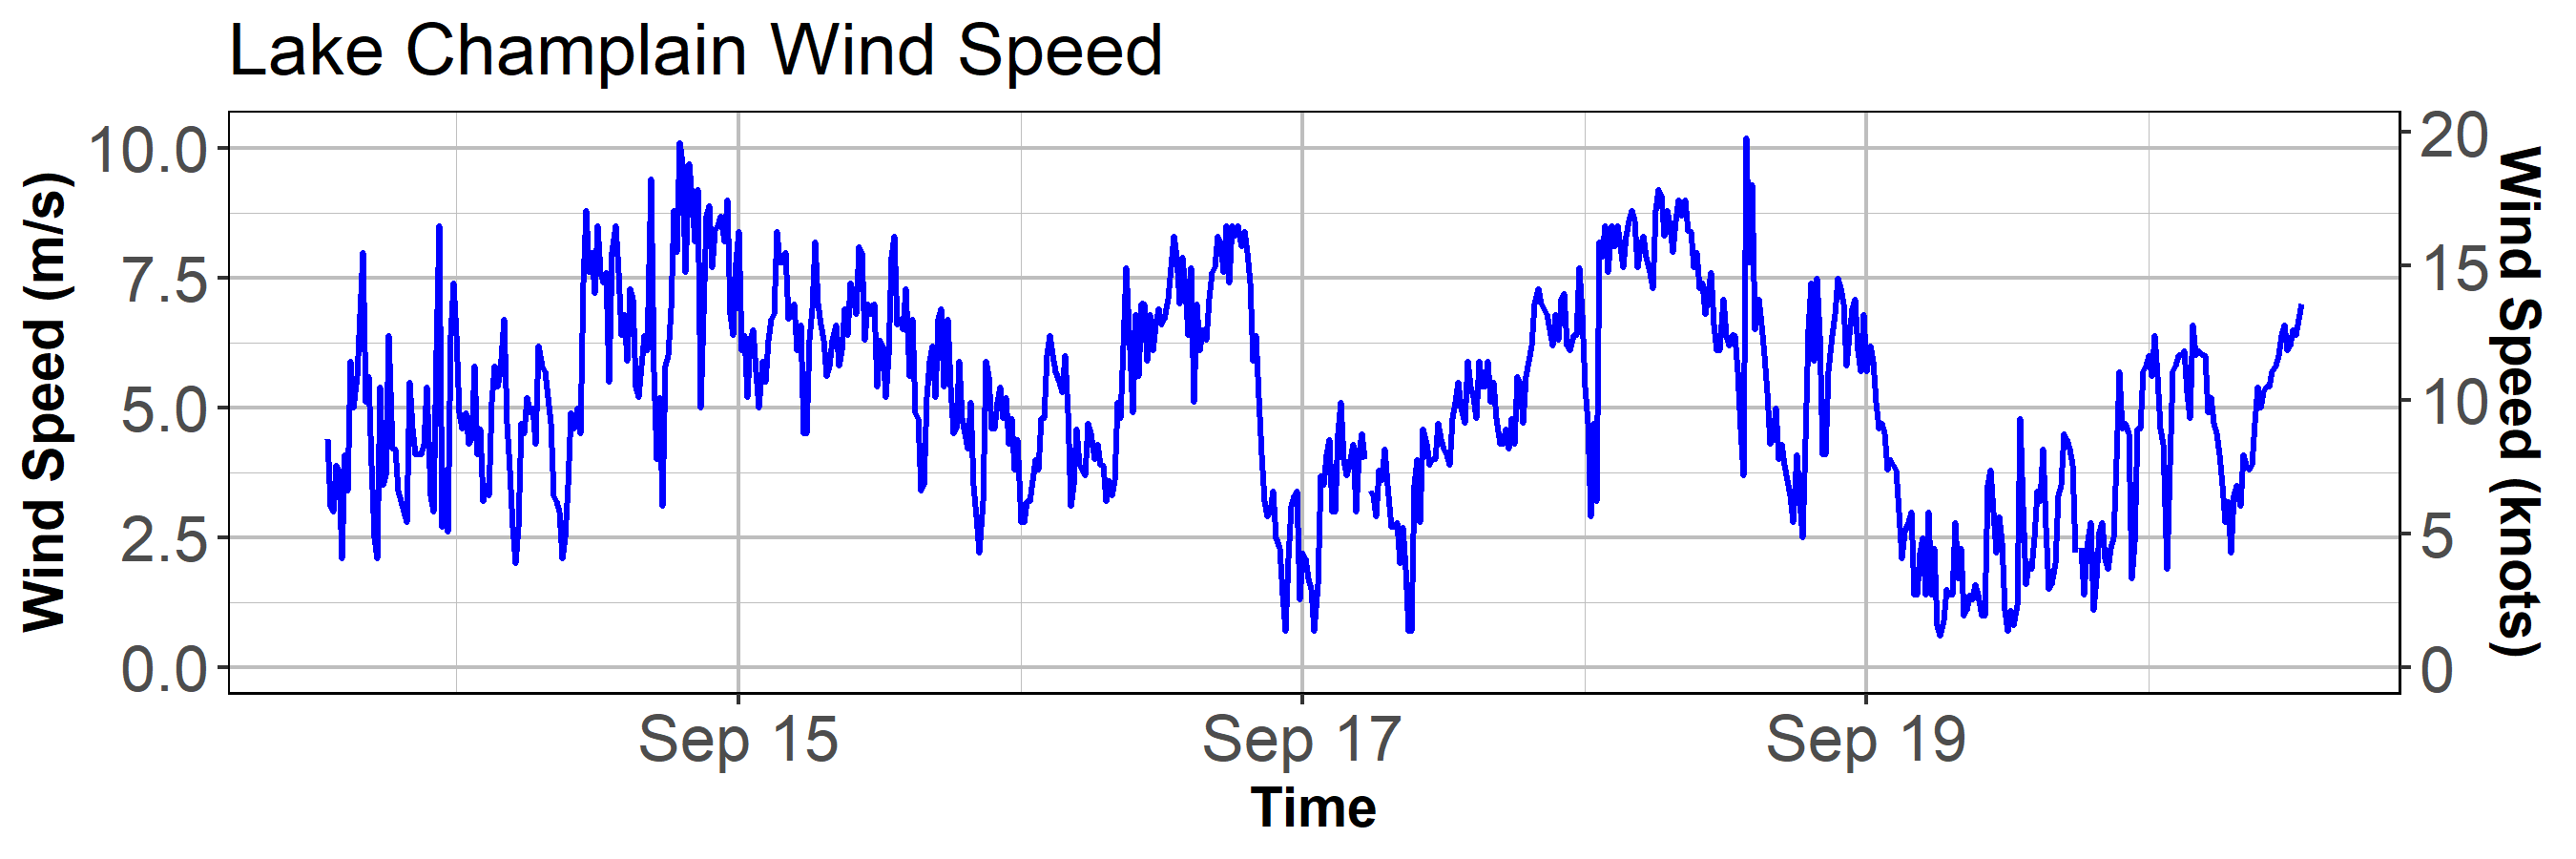 Lake Champlain Wind Speed
Wind Speed (m/s)
10.0
7.5
5.0
2.5
0.0
20
15
10
5
0
Wind Speed (knots)
Sep 15
Sep 17
Sep 19
Time